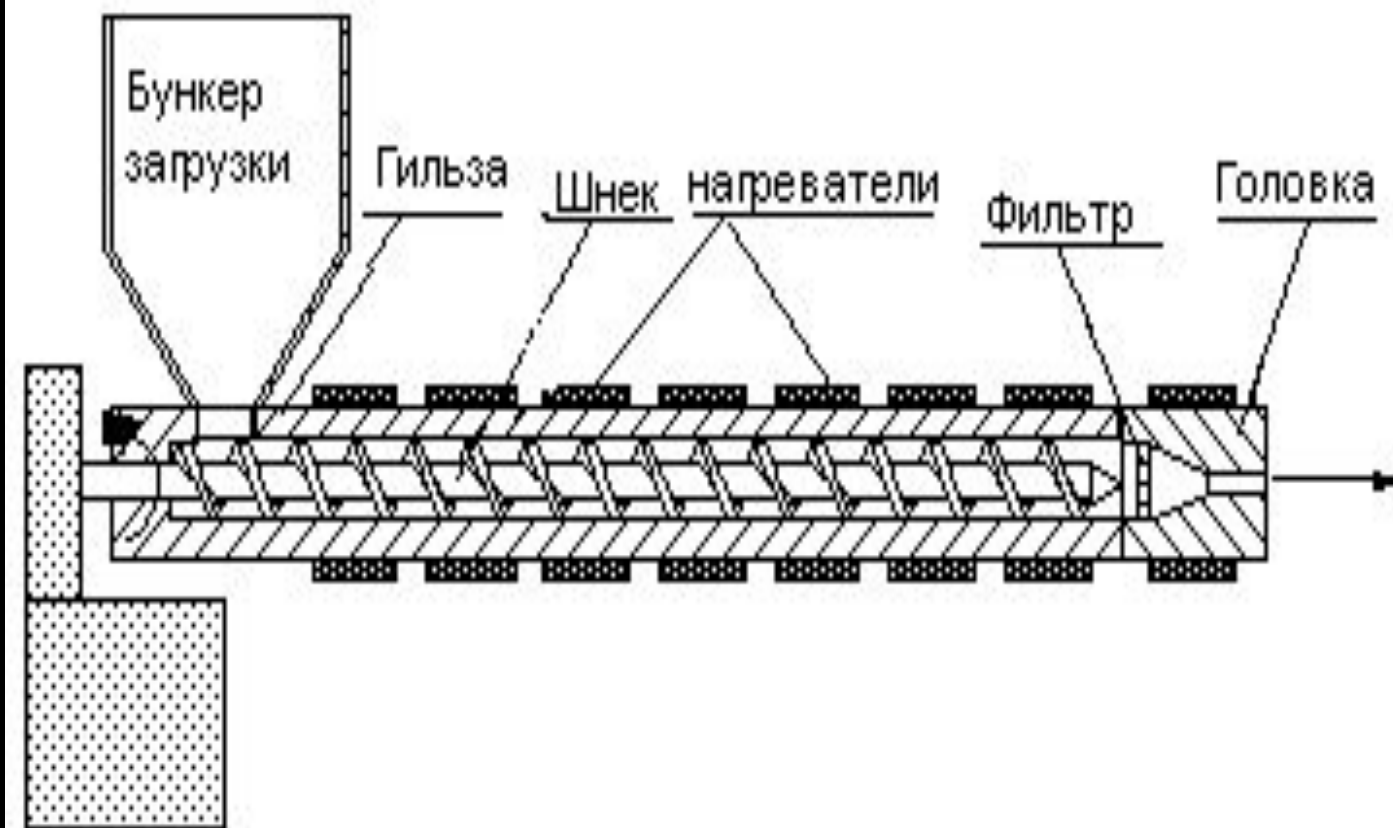 Бункер
загрузки
Гильза
Шнек
нагреватели
Фильтр
Головка